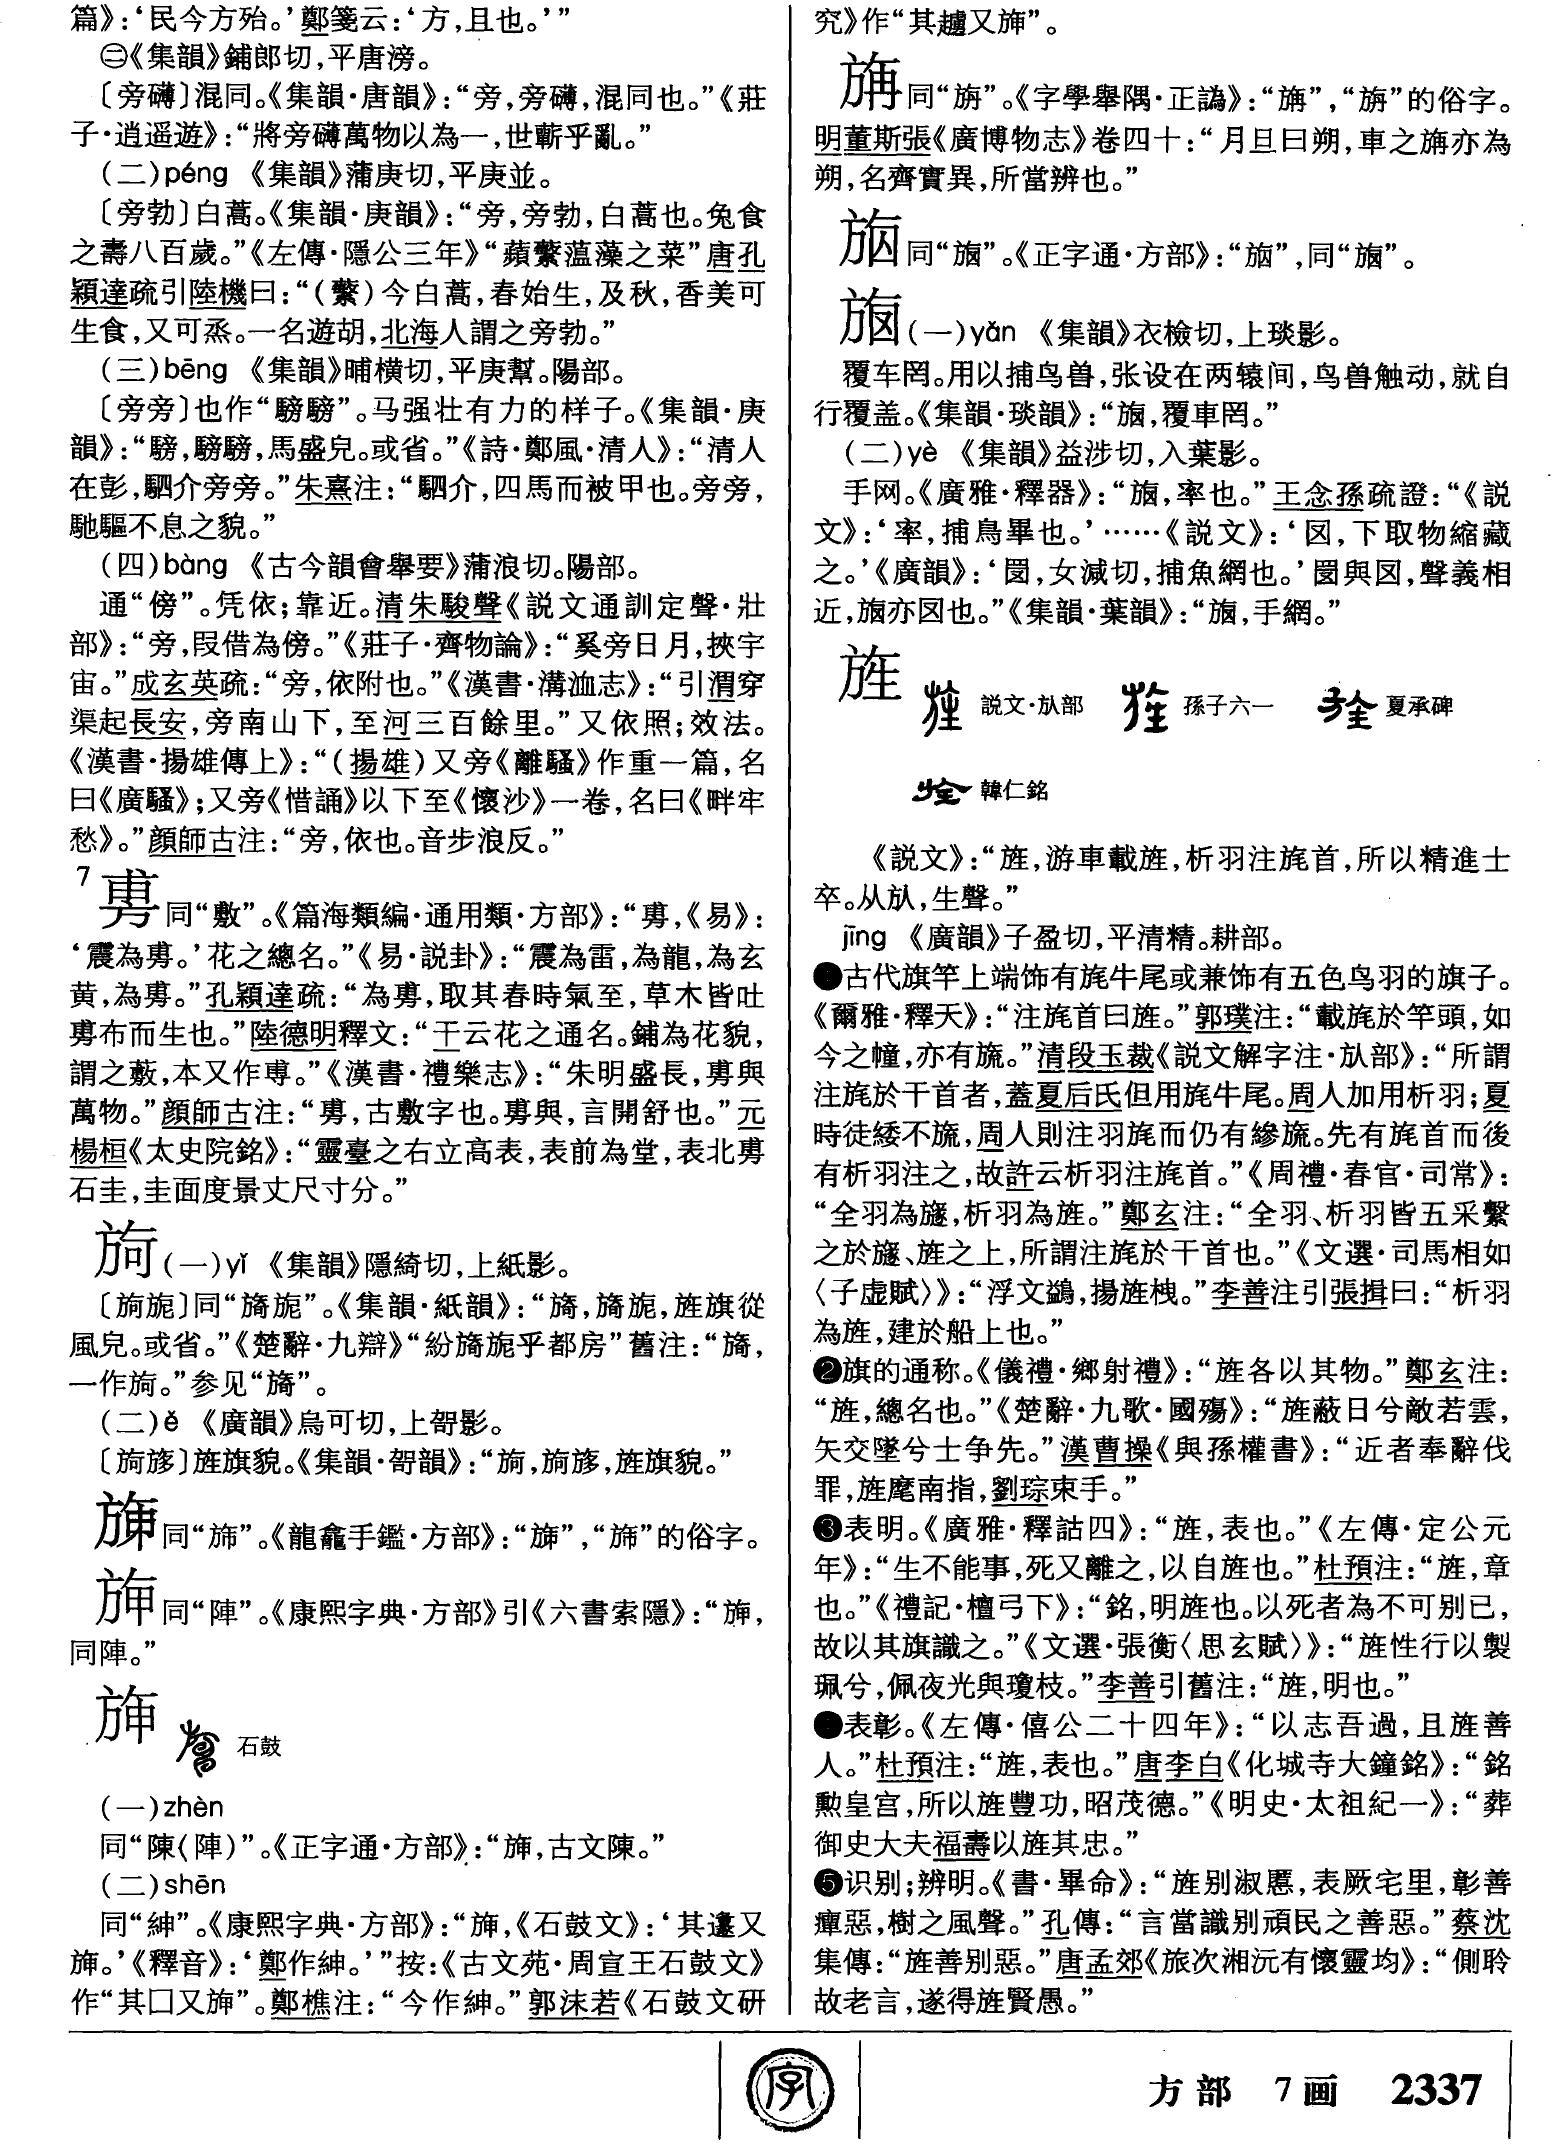 篇》：‘民今方殆。’鄭箋云：‘方，且也。’”
㊁《集韻》鋪郎切，平唐滂。
〔旁礴〕混同。《集韻·唐韻》：“旁，旁礴，混同也。”《莊
子·逍遥遊》：“將旁礴萬物以為一，世蘄乎亂。”
（二）péng 《集韻》蒲庚切，平庚並。
〔旁勃〕白蒿。《集韻·庚韻》：“旁，旁勃，白蒿也。兔食
之壽八百歲。”《左傳·隱公三年》“蘋蘩薀藻之菜”唐孔
穎達疏引陸機曰：“（蘩）今白蒿，春始生，及秋，香美可
生食，又可烝。一名遊胡，北海人謂之旁勃。”
（三）bēng 《集韻》晡横切，平庚幫。陽部。
〔旁旁〕也作“騯騯”。马强壮有力的样子。《集韻·庚
韻》：“騯，騯騯，馬盛皃。或省。”《詩·鄭風·清人》：“清人
在彭，駟介旁旁。”朱熹注：“駟介，四馬而被甲也。旁旁，
馳驅不息之貌。”
（四）bàng 《古今韻會舉要》蒲浪切。陽部。
通“傍”。凭依；靠近。清朱駿聲《説文通訓定聲·壯
部》：“旁，叚借為傍。”《莊子·齊物論》：“奚旁日月，挾宇
宙。”成玄英疏：“旁，依附也。”《漢書·溝洫志》：“引渭穿
渠起長安，旁南山下，至河三百餘里。”又依照；效法。
《漢書·揚雄傳上》：“（揚雄）又旁《離騷》作重一篇，名
曰《廣騷》；又旁《惜誦》以下至《懷沙》一卷，名曰《畔牢
愁》。”顔師古注：“旁，依也。音步浪反。”
7 旉同“敷”。《篇海類編·通用類·方部》：“旉，《易》：
‘震為旉。’花之總名。”《易·説卦》：“震為雷，為龍，為玄
黄，為旉。”孔穎達疏：“為旉，取其春時氣至，草木皆吐
旉布而生也。”陸德明釋文：“干云花之通名。鋪為花貌，
謂之藪，本又作專。”《漢書·禮樂志》：“朱明盛長，旉與
萬物。”顔師古注：“旉，古敷字也。旉與，言開舒也。”元
楊桓《太史院銘》：“靈臺之右立高表，表前為堂，表北旉
石圭，圭面度景丈尺寸分。”
㫊（一）yǐ 《集韻》隱綺切，上紙影。
〔㫊旎〕同“旖旎”。《集韻·紙韻》：“旖，旖旎，旌旗從
風皃。或省。”《楚辭·九辯》“紛旖旎乎都房”舊注：“旖，
一作㫊。”参见“旖”。
（二）ě 《廣韻》烏可切，上哿影。
〔㫊㫋〕旌旗貌。《集韻·哿韻》：“㫊，㫊㫋，旌旗貌。”
同“斾”。《龍龕手鑑·方部》：“”，“斾”的俗字。
同“陣”。《康熙字典·方部》引《六書索隱》：“，
同陣。”
石鼓
（一）zhèn
同“陳（陣）”。《正字通·方部》：“，古文陳。”
（二）shēn
同“紳”。《康熙字典·方部》：“，《石鼓文》：‘其又
。’《釋音》：‘鄭作紳。’”按：《古文苑·周宣王石鼓文》
作“其囗又”。鄭樵注：“今作紳。”郭沫若《石鼓文研
究》作“其又”。
同“旃”。《字學舉隅·正譌》：“”，“旃”的俗字。
明董斯張《廣博物志》卷四十：“月旦曰朔，車之亦為
朔，名齊實異，所當辨也。”
同“”。《正字通·方部》：“”，同“”。
（一）yǎn 《集韻》衣檢切，上琰影。
覆车罔。用以捕鸟兽，张设在两辕间，鸟兽触动，就自
行覆盖。《集韻·琰韻》：“，覆車罔。”
（二）yè 《集韻》益涉切，入葉影。
手网。《廣雅·釋器》：“，率也。”王念孫疏證：“《説
文》：‘率，捕鳥畢也。’……《説文》：‘囡，下取物縮藏
之。’《廣韻》：‘，女減切，捕魚網也。’與囡，聲義相
近，亦囡也。”《集韻·葉韻》：“，手網。”
旌 説文·㫃部 孫子六一 夏承碑
韓仁銘
《説文》：“旌，游車載旌，析羽注旄首，所以精進士
卒。从㫃，生聲。”
jīng 《廣韻》子盈切，平清精。耕部。
❶古代旗竿上端饰有旄牛尾或兼饰有五色鸟羽的旗子。
《爾雅·釋天》：“注旄首曰旌。”郭璞注：“載旄於竿頭，如
今之幢，亦有旒。”清段玉裁《説文解字注·㫃部》：“所謂
注旄於干首者，蓋夏后氏但用旄牛尾。周人加用析羽；夏
時徒緌不旒，周人則注羽旄而仍有縿旒。先有旄首而後
有析羽注之，故許云析羽注旄首。”《周禮·春官·司常》：
“全羽為旞，析羽為旌。”鄭玄注：“全羽、析羽皆五采繫
之於旞、旌之上，所謂注旄於干首也。”《文選·司馬相如
〈子虚賦〉》：“浮文鷁，揚旌栧。”李善注引張揖曰：“析羽
為旌，建於船上也。”
❷旗的通称。《儀禮·鄉射禮》：“旌各以其物。”鄭玄注：
“旌，總名也。”《楚辭·九歌·國殤》：“旌蔽日兮敵若雲，
矢交墜兮士争先。”漢曹操《與孫權書》：“近者奉辭伐
罪，旌麾南指，劉琮束手。”
❸表明。《廣雅·釋詁四》：“旌，表也。”《左傳·定公元
年》：“生不能事，死又離之，以自旌也。”杜預注：“旌，章
也。”《禮記·檀弓下》：“銘，明旌也。以死者為不可别已，
故以其旗識之。”《文選·張衡〈思玄賦〉》：“旌性行以製
珮兮，佩夜光與瓊枝。”李善引舊注：“旌，明也。”
❹表彰。《左傳·僖公二十四年》：“以志吾過，且旌善
人。”杜預注：“旌，表也。”唐李白《化城寺大鐘銘》：“銘
勲皇宫，所以旌豐功，昭茂德。”《明史·太祖紀一》：“葬
御史大夫福壽以旌其忠。”
❺识别；辨明。《書·畢命》：“旌别淑慝，表厥宅里，彰善
癉惡，樹之風聲。”孔傳：“言當識别頑民之善惡。”蔡沈
集傳：“旌善别惡。”唐孟郊《旅次湘沅有懷靈均》：“側聆
故老言，遂得旌賢愚。”
字
方部 7画 2337